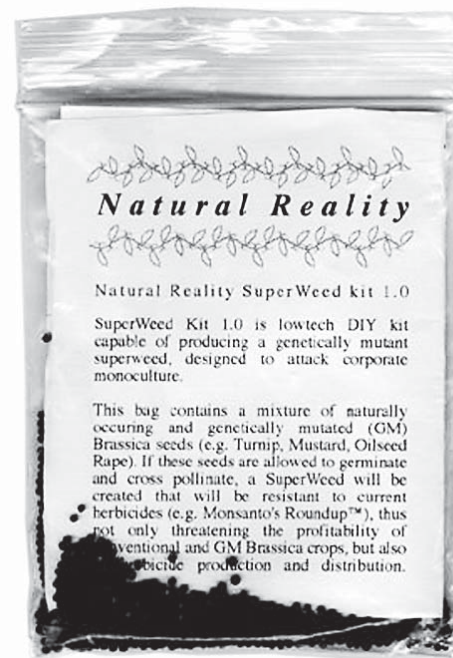 Natural Reality
Natural Reality SuperWeed kit 1.0
SuperWeed Kit 1.0 is lowtech DIY kit
capable of producing a genetically mutant
superweed, designed to attack corporate
monoculture.
This bag contains a mixture of naturally
occuring and genetically mutated (GM)
Brassica seeds (e.g. Turnip, Mustard, Oilseed
Rape). If these seeds are allowed to germinate
and cross pollinate, a SuperWeed will be
created that will be resistant to current
herbicides (e.g. Monsanto's Roundup™), thus
not only threatening the profitability of
and GM Brassica crops, but also
production and distribution.